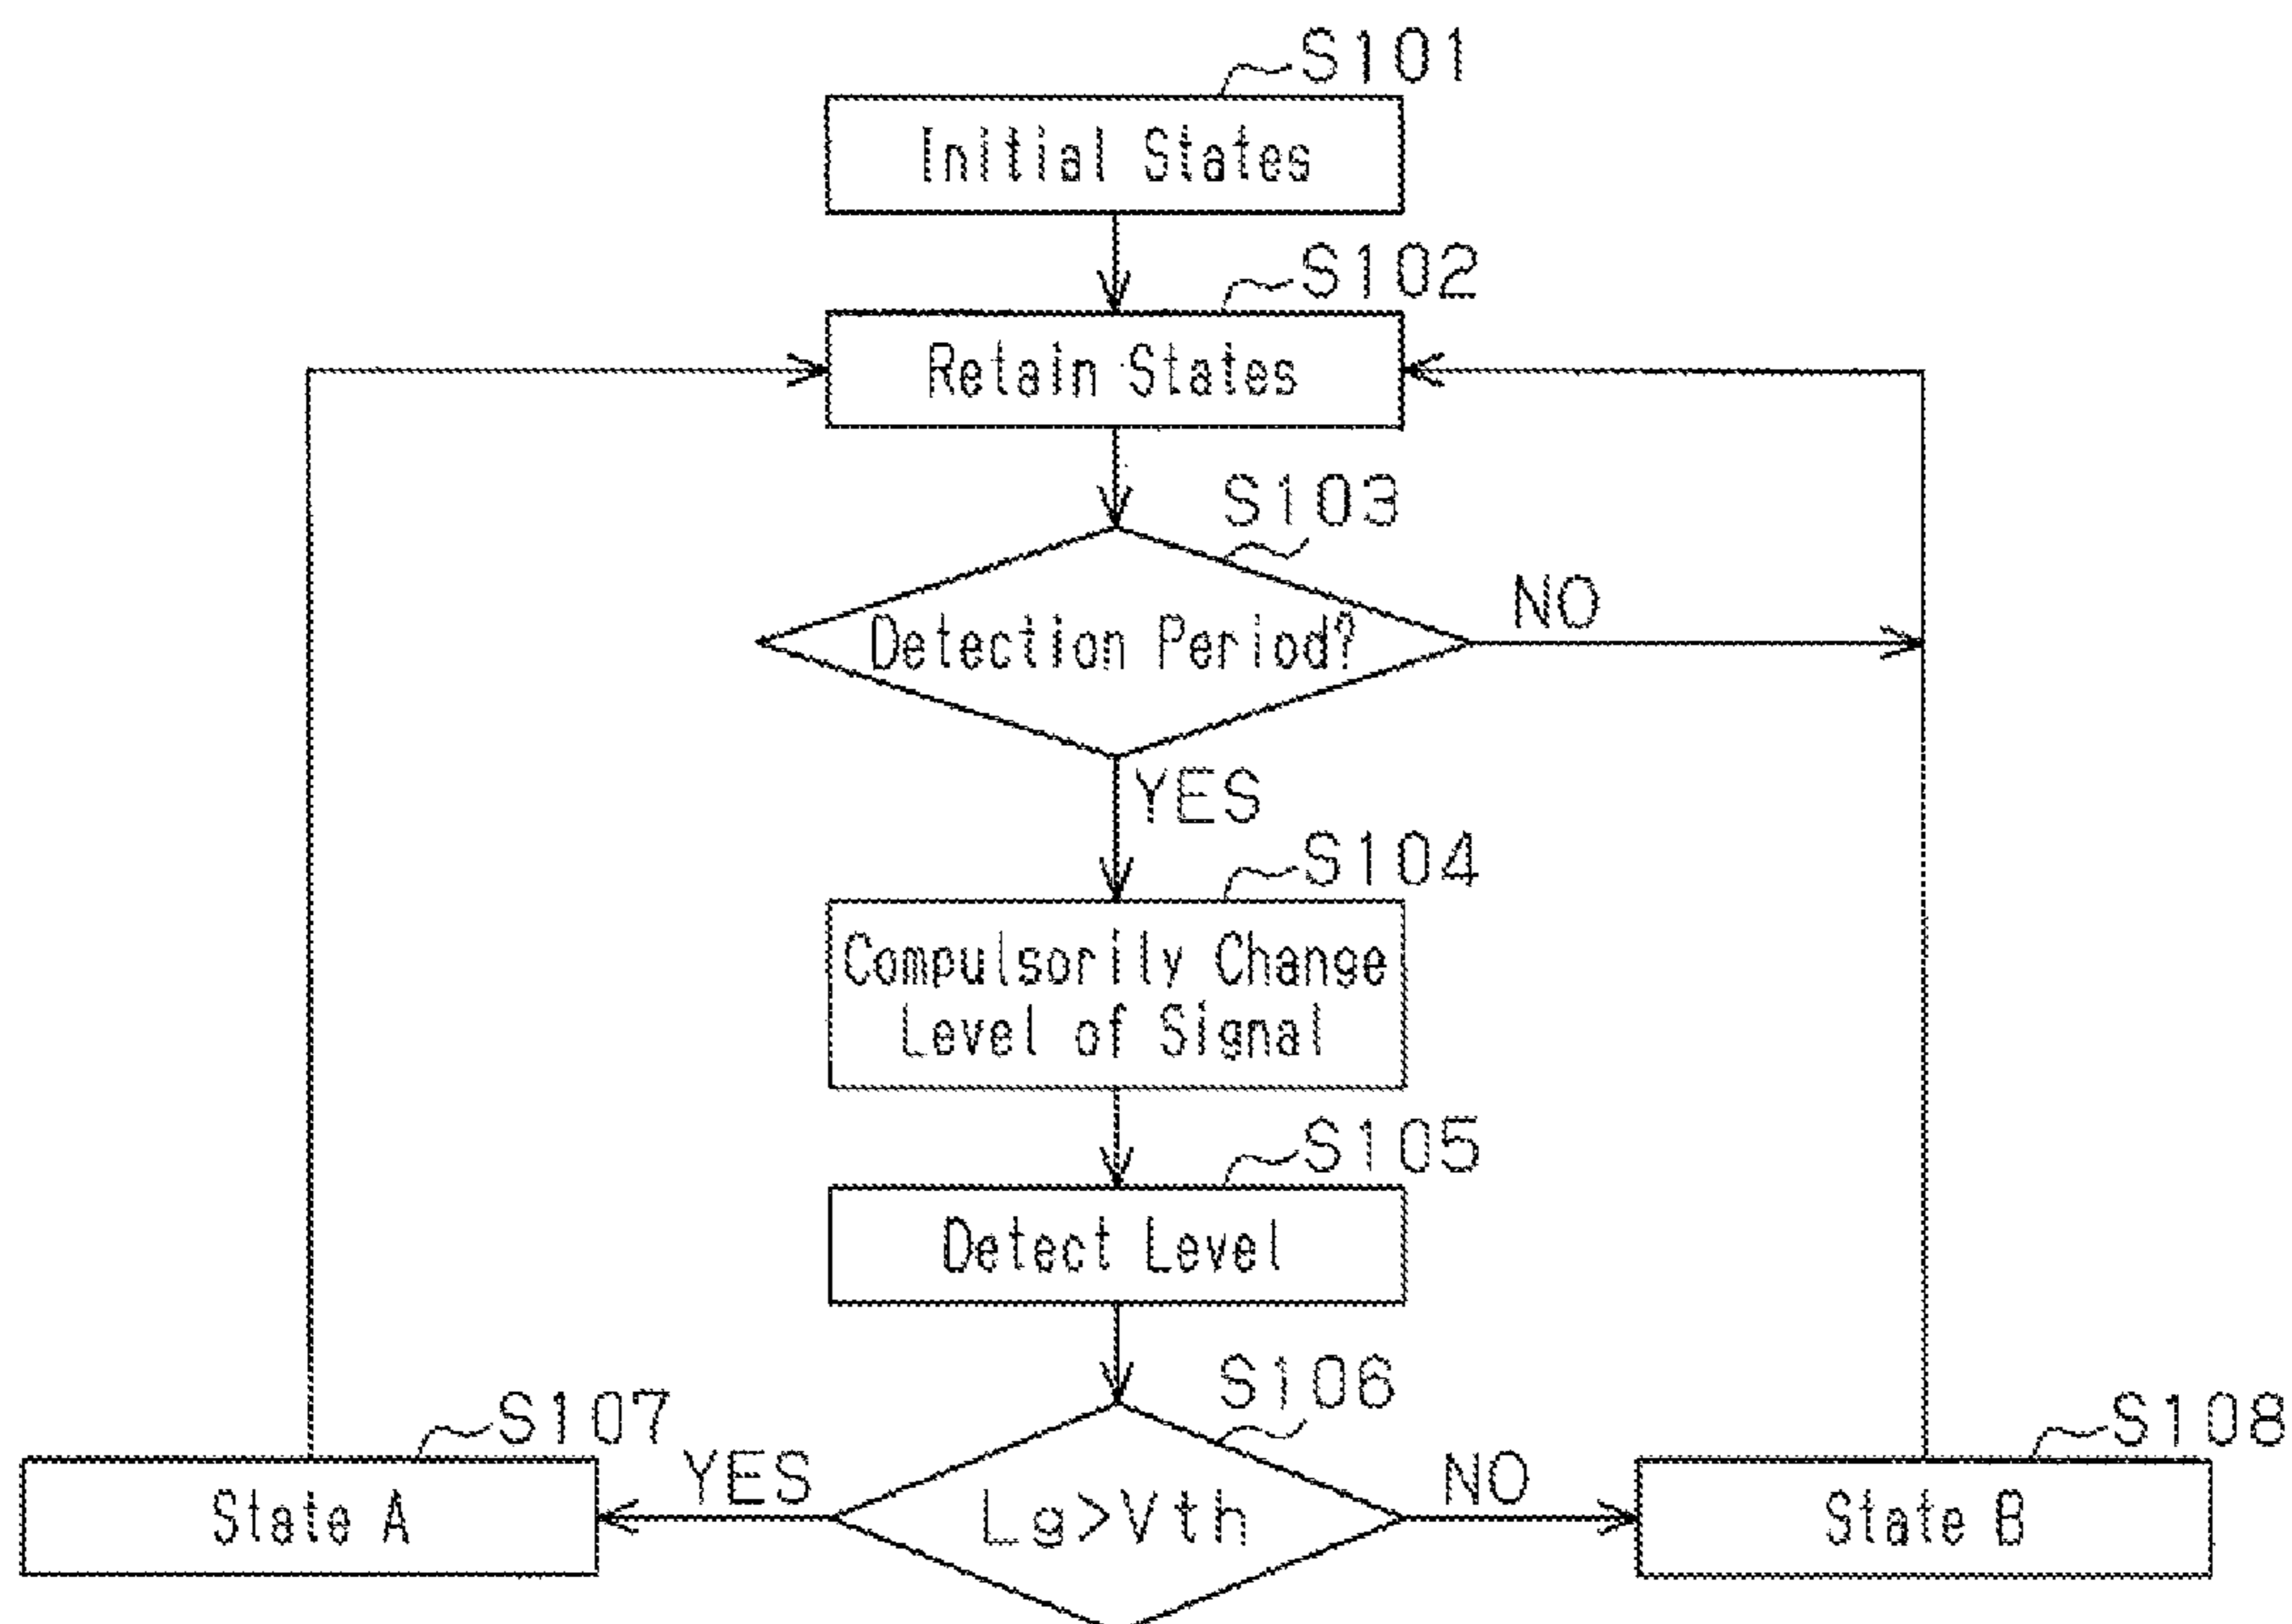 S101
Initial States
S102
Retain States
S103
Detection Period?
NO
YES
S104
Compulsorily Change
Level of Signal
S105
Detect Level
S106
S107
S108
YES
NO
State A
Lg>Vth
State B